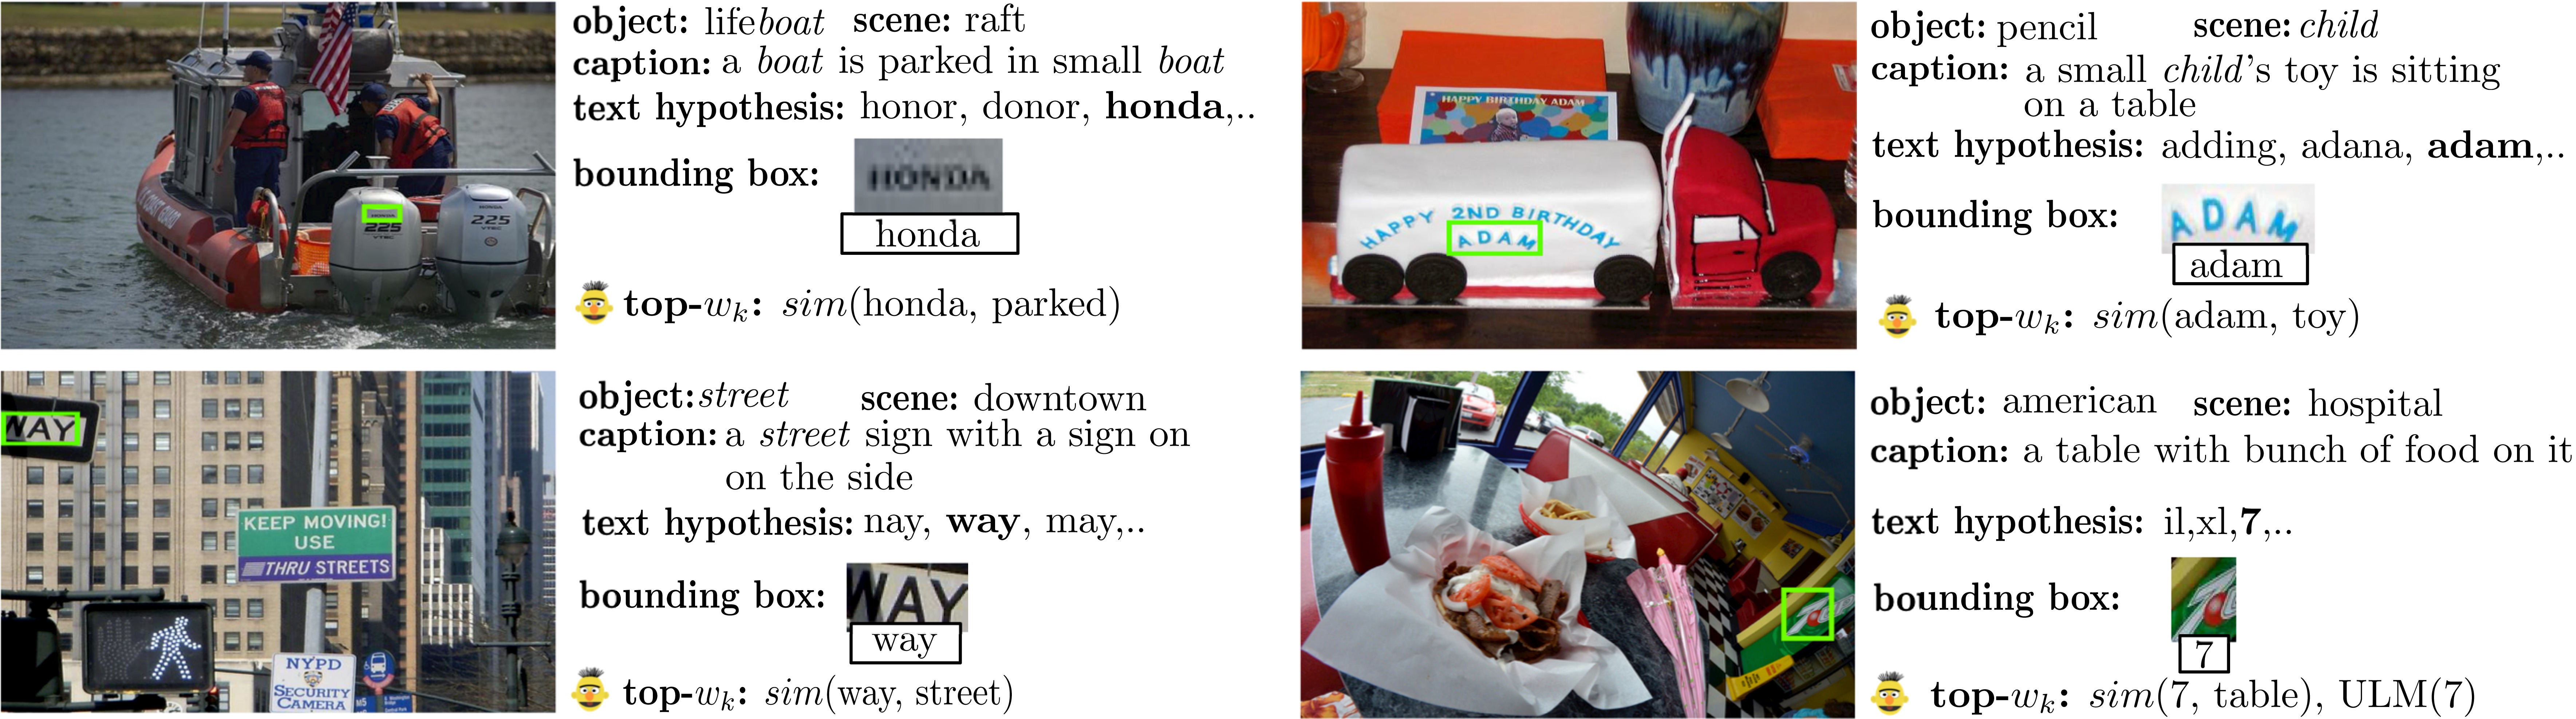 object: lifeboat scene: raft
caption: a boat is parked in small boat
text hypothesis: honor, donor, honda,..
bounding box:
HONDA
honda
top-wk: sim(honda, parked)
HONDA
225
VTEC
225
VTEC
COAST GUARD
object: pencil scene: child
caption: a small child's toy is sitting
on a table
text hypothesis: adding, adana, adam,..
bounding box:
ADAM
adam
top-wk: sim(adam, toy)
HAPPY BIRTHDAY ADAM
HAPPY 2ND BIRTHDAY
ADAM
object: street scene: downtown
caption: a street sign with a sign on
on the side
text hypothesis: nay, way, may,..
bounding box:
WAY
way
top-wk: sim(way, street)
WAY
KEEP MOVING!
USE
THRU STREETS
NYPD
SECURITY
CAMERA
M5
object: american scene: hospital
caption: a table with bunch of food on it
text hypothesis: il,xl,7,..
bounding box:
7
top-wk: sim(7, table), ULM(7)